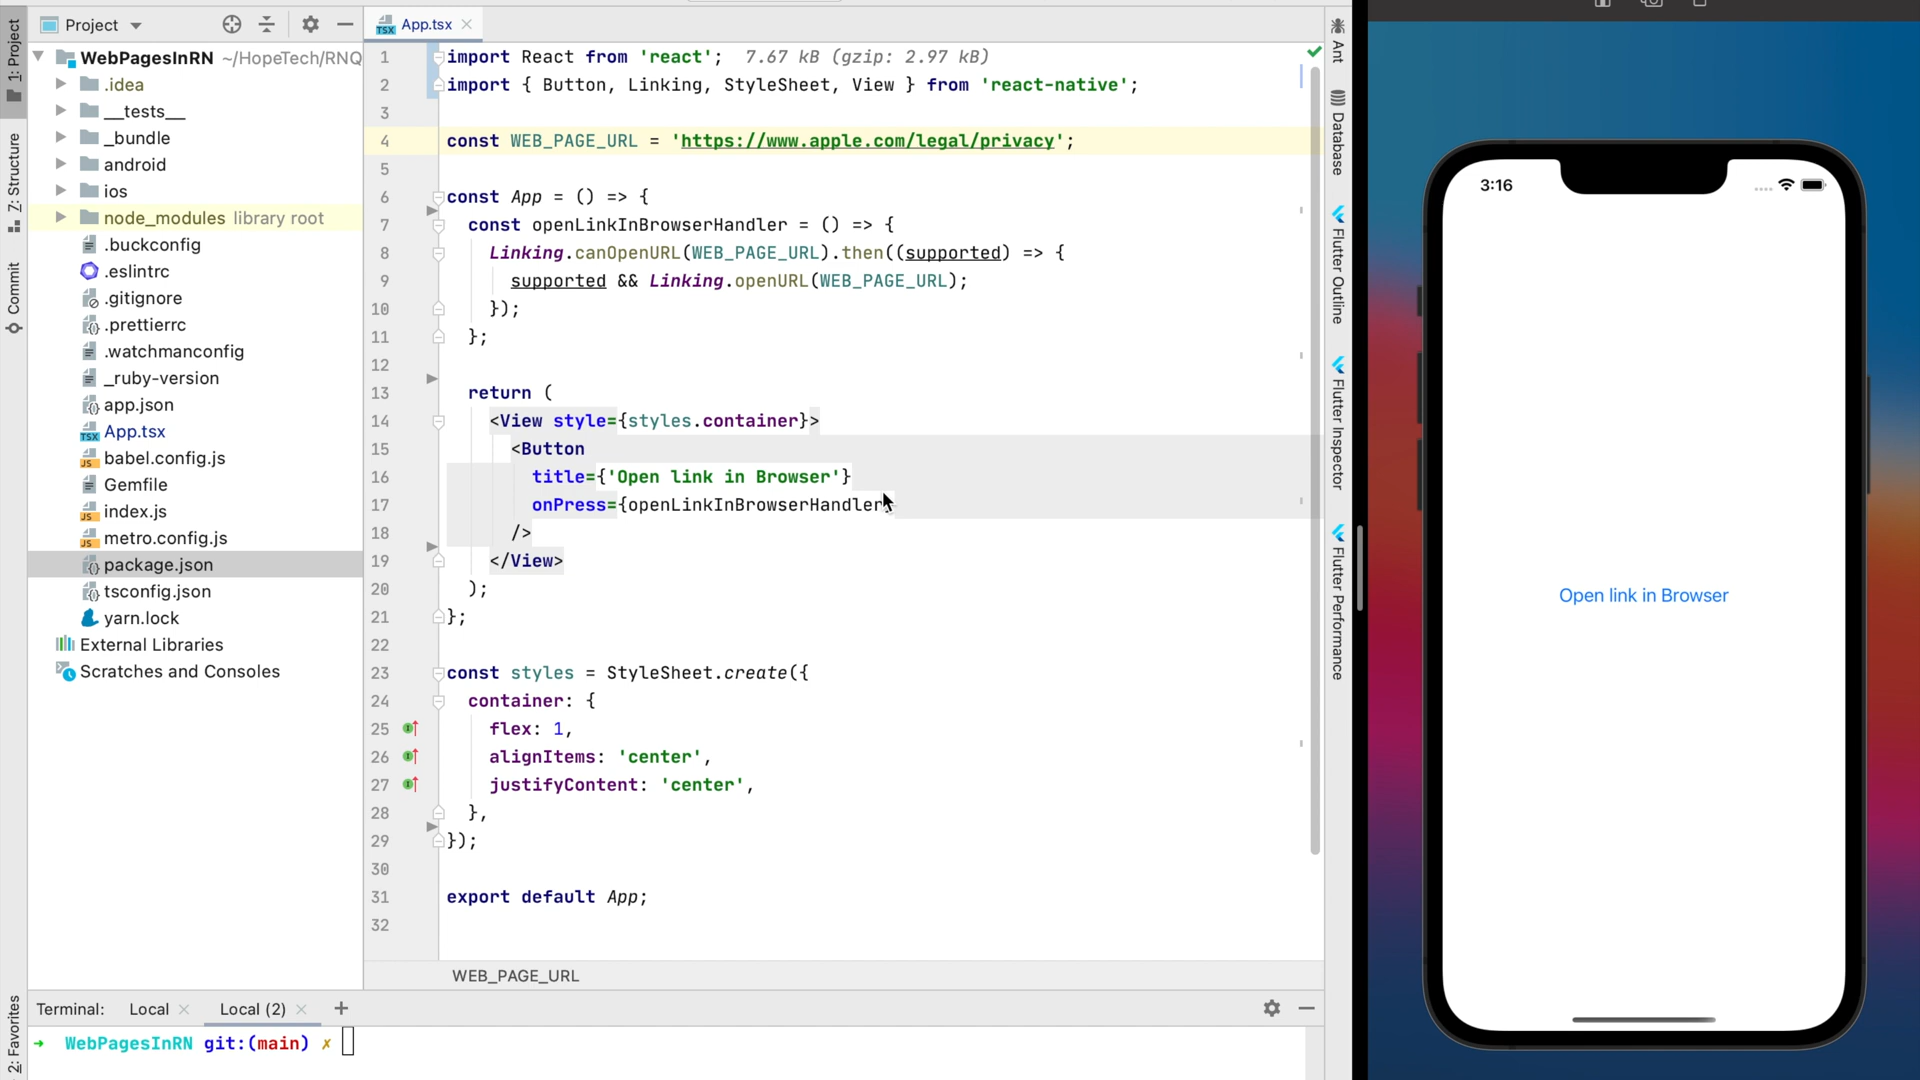 Project
App.tsx
1: Project
Z: Structure
Commit
2: Favorites
WebPagesInRN ~/HopeTech/RNQ
.idea
__tests__
_bundle
android
ios
node_modules library root
.buckconfig
.eslintrc
.gitignore
.prettierrc
.watchmanconfig
_ruby-version
app.json
App.tsx
babel.config.js
Gemfile
index.js
metro.config.js
package.json
tsconfig.json
yarn.lock
External Libraries
Scratches and Consoles
1 import React from 'react'; 7.67 kB (gzip: 2.97 kB)
2 import { Button, Linking, StyleSheet, View } from 'react-native';
3
4 const WEB_PAGE_URL = 'https://www.apple.com/legal/privacy';
5
6 const App = () => {
7 const openLinkInBrowserHandler = () => {
8 Linking.canOpenURL(WEB_PAGE_URL).then((supported) => {
9 supported && Linking.openURL(WEB_PAGE_URL);
10 });
11 };
12
13 return (
14 <View style={styles.container}>
15 <Button
16 title={'Open link in Browser'}
17 onPress={openLinkInBrowserHandler}
18 />
19 </View>
20 );
21 };
22
23 const styles = StyleSheet.create({
24 container: {
25 flex: 1,
26 alignItems: 'center',
27 justifyContent: 'center',
28 },
29 });
30
31 export default App;
32
WEB_PAGE_URL
Terminal: Local Local (2)
→ WebPagesInRN git:(main) ✗
Ant
Database
Flutter Outline
Flutter Inspector
Flutter Performance
3:16
Open link in Browser